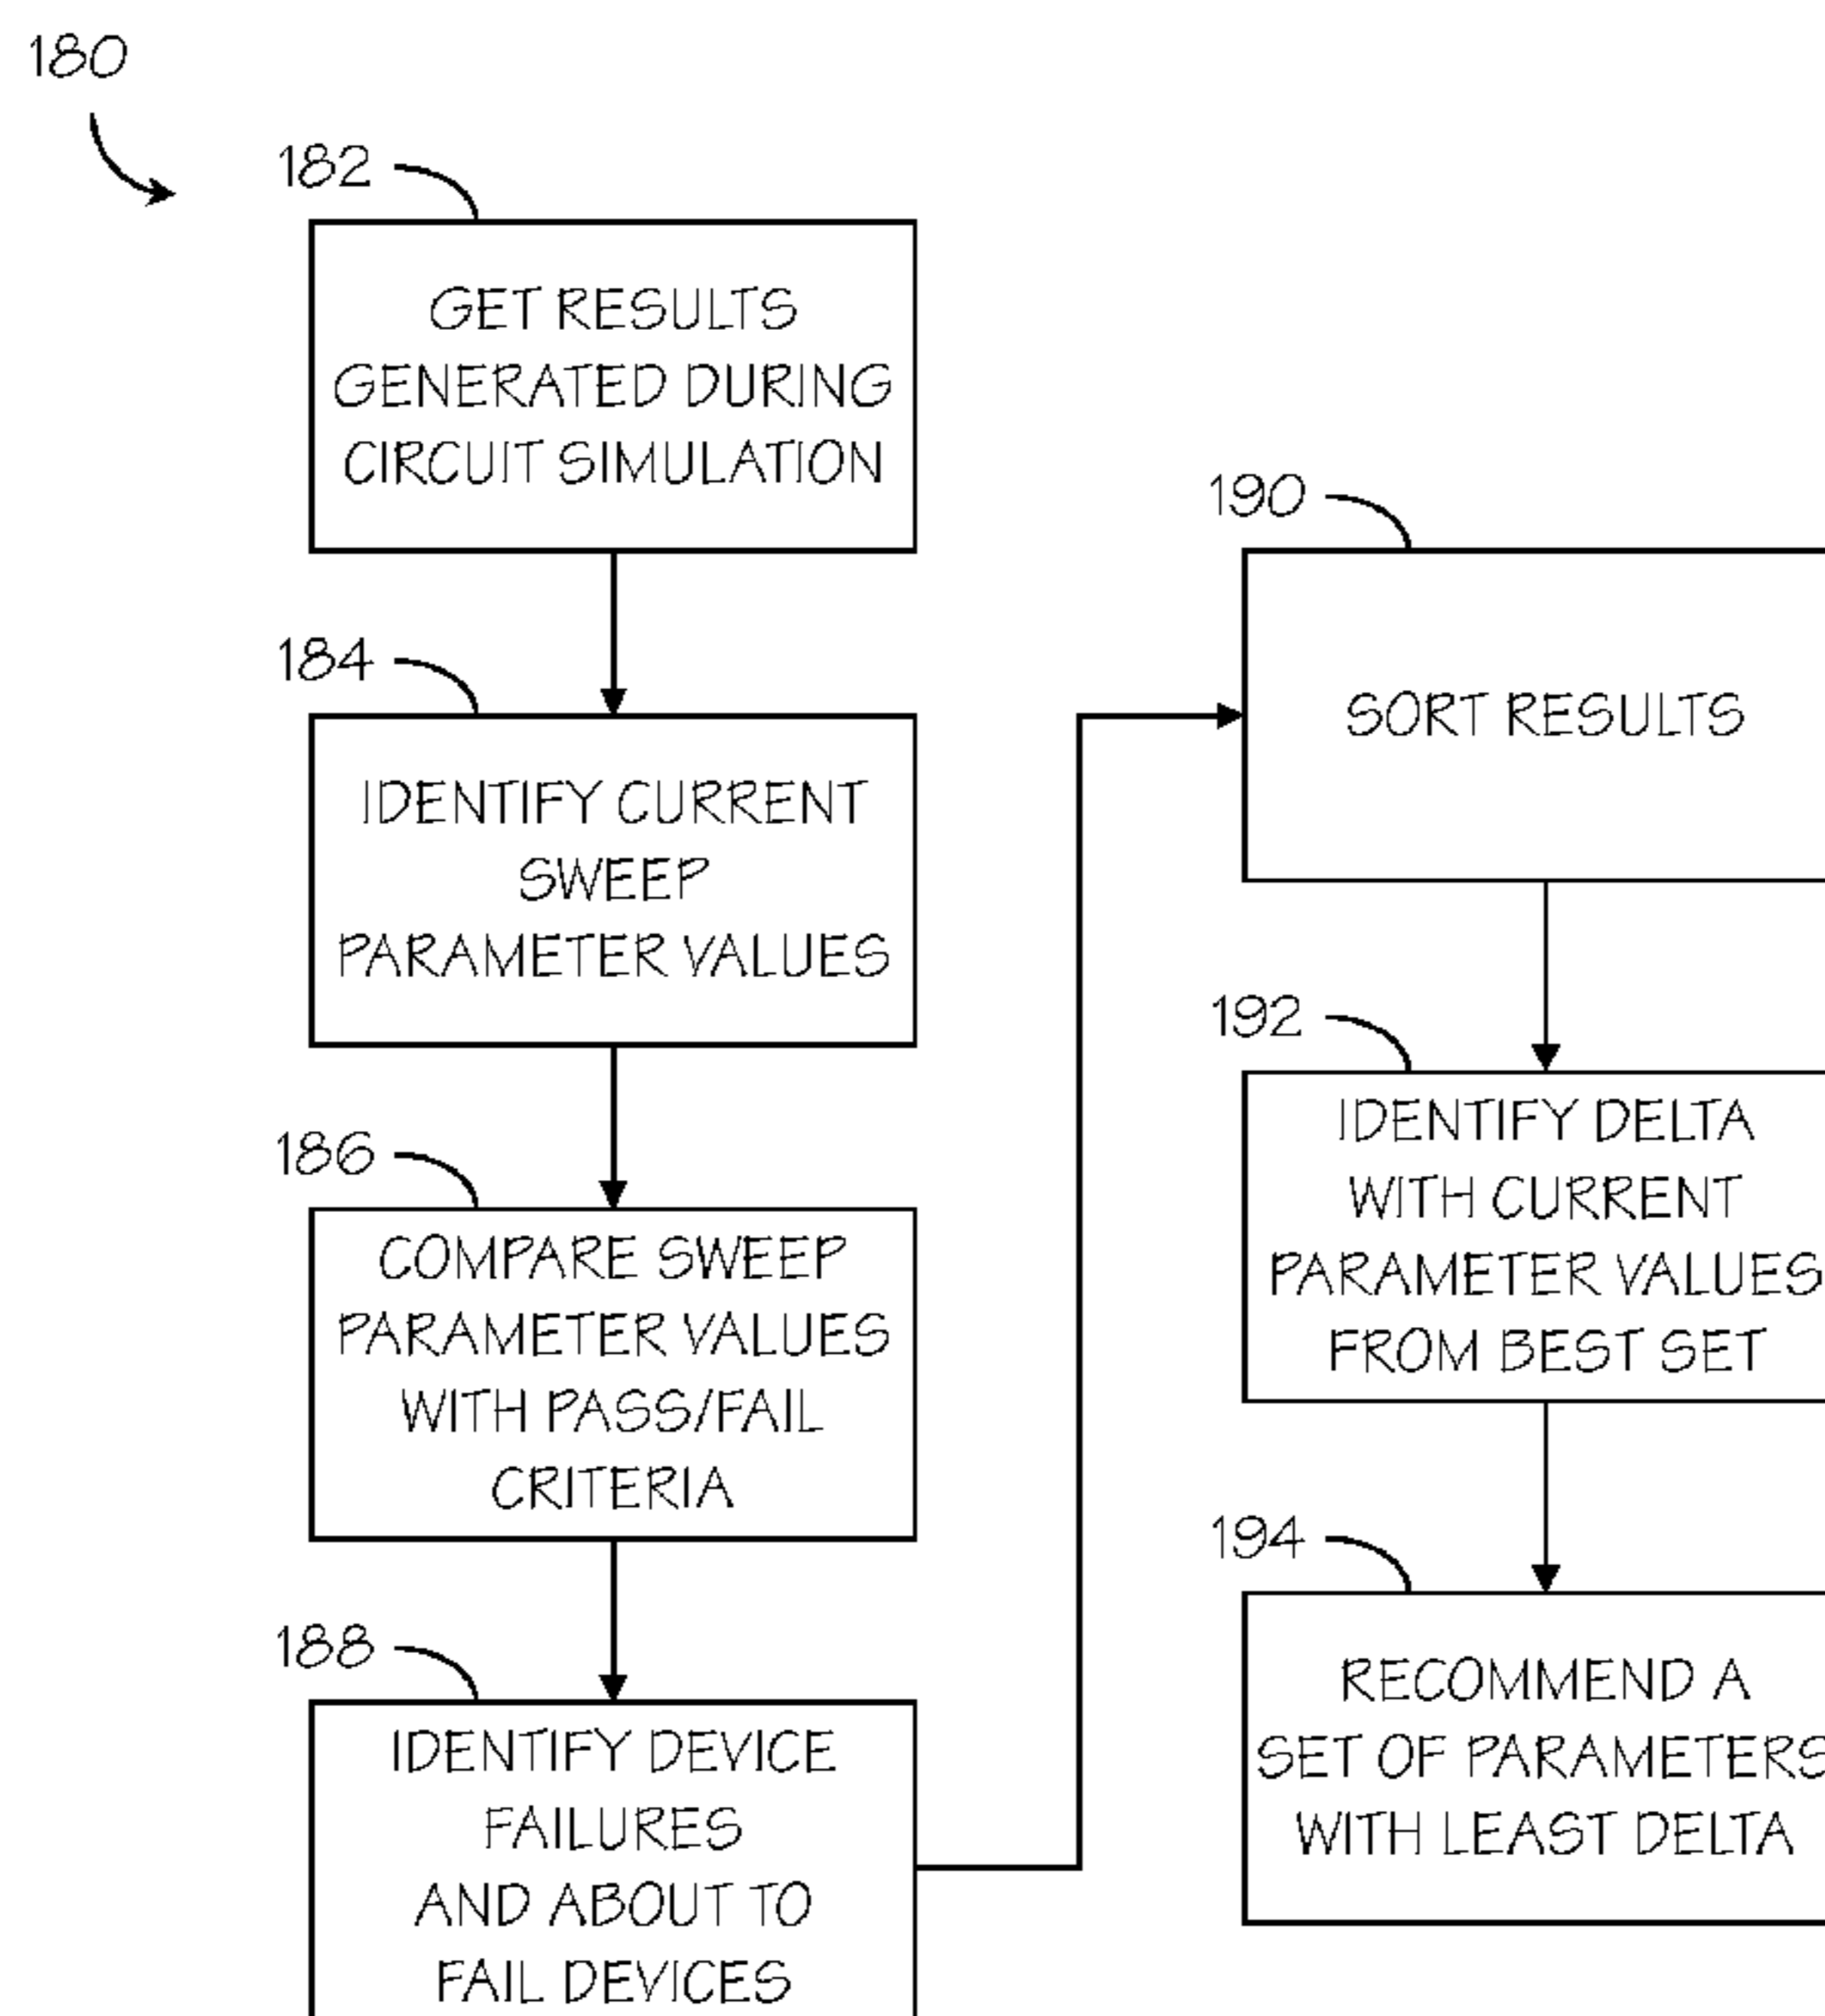 180
182
GET RESULTS
GENERATED DURING
CIRCUIT SIMULATION
184
IDENTIFY CURRENT
SWEEP
PARAMETER VALUES
186
COMPARE SWEEP
PARAMETER VALUES
WITH PASS/FAIL
CRITERIA
188
IDENTIFY DEVICE
FAILURES
AND ABOUT TO
FAIL DEVICES
190
SORT RESULTS
192
IDENTIFY DELTA
WITH CURRENT
PARAMETER VALUES
FROM BEST SET
194
RECOMMEND A
SET OF PARAMETERS
WITH LEAST DELTA